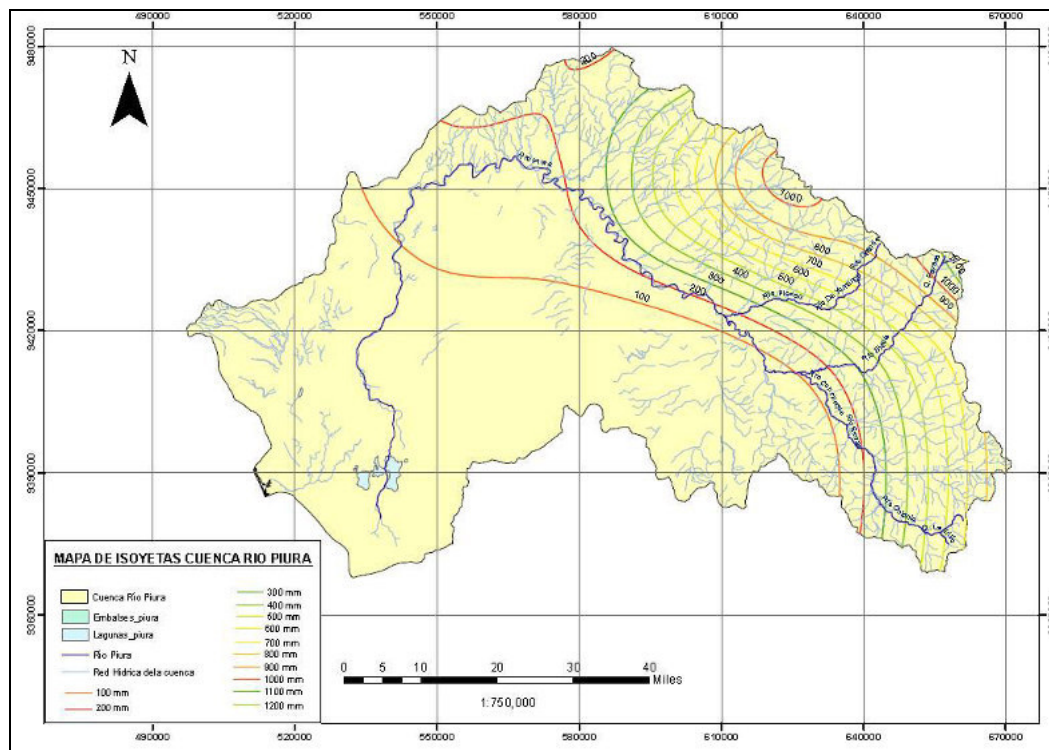 490000 520000 550000 580000 610000 640000 670000
N
9480000
9450000
9420000
9390000
9360000
1000
800
700
600
500
400
300
200
100
1000
900
MAPA DE ISOYETAS CUENCA RIO PIURA
Cuenca Río Piura
Embalses_piura
Lagunas_piura
Rio Piura
Red Hidrica dela cuenca
100 mm
200 mm
300 mm
400 mm
500 mm
600 mm
700 mm
800 mm
900 mm
1000 mm
1100 mm
1200 mm
0 5 10 20 30 40
Miles
1:750,000
490000 520000 550000 580000 610000 640000 670000